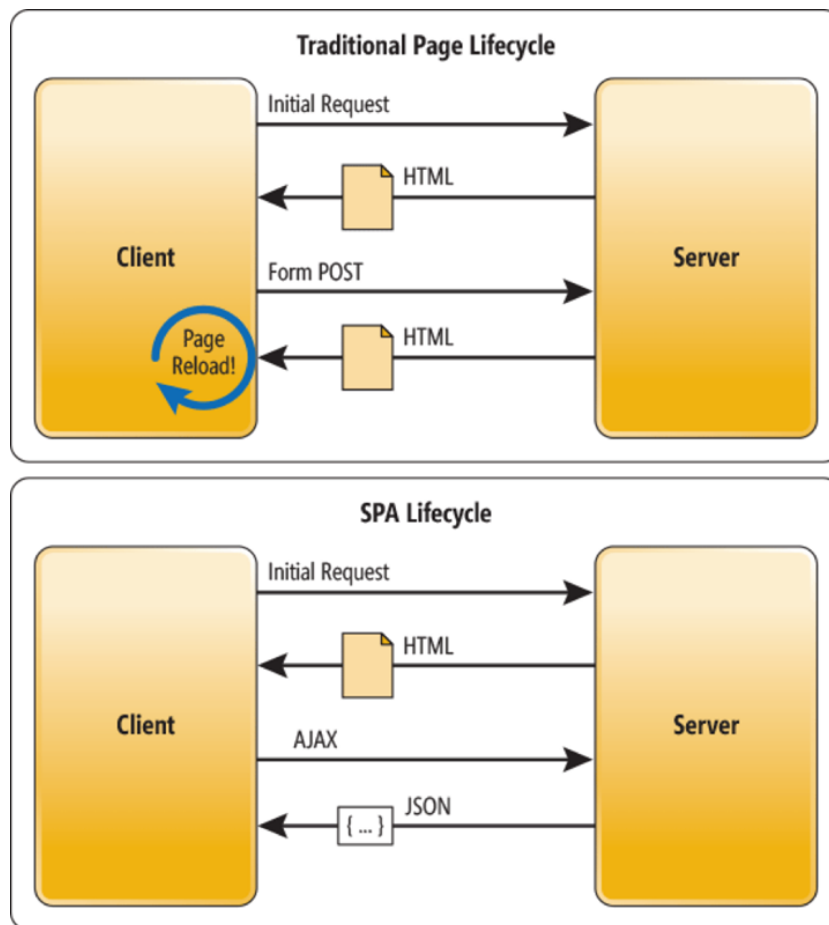 Traditional Page Lifecycle
Initial Request
HTML
Client
Server
Form POST
HTML
Page
Reload!
SPA Lifecycle
Initial Request
HTML
Client
Server
AJAX
JSON
{ ... }